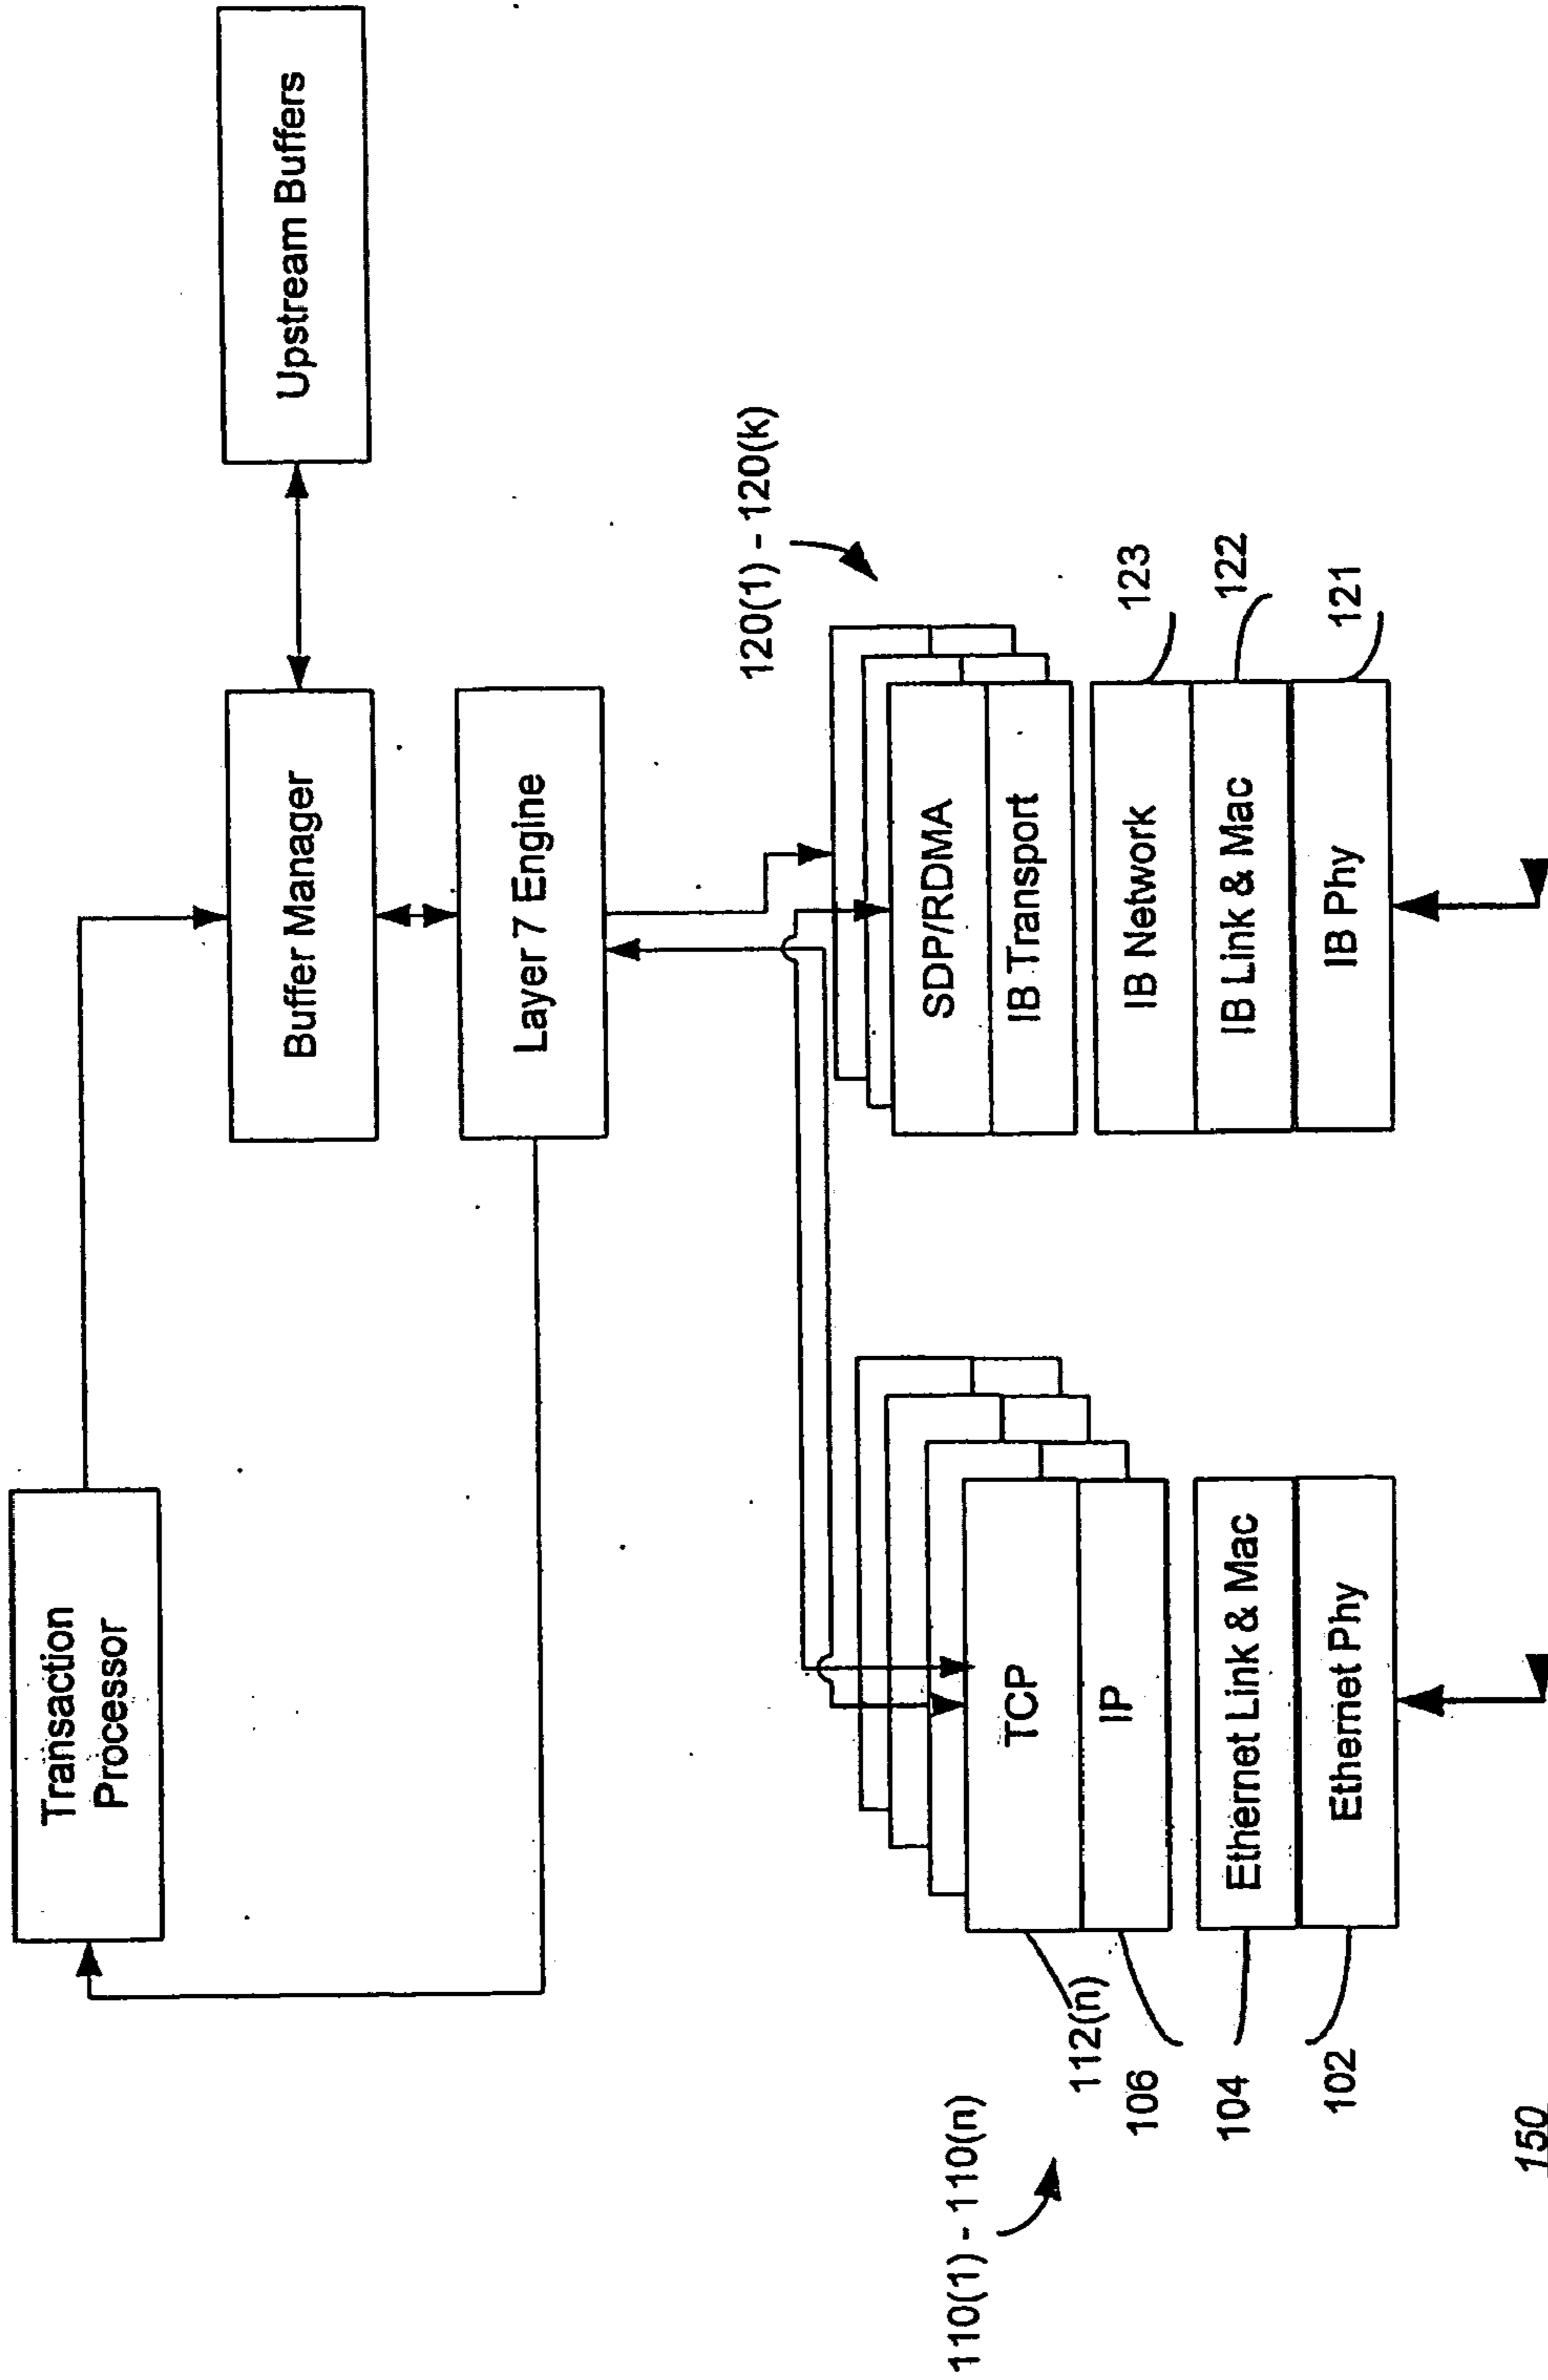 Transaction
Processor
Buffer Manager
Upstream Buffers
Layer 7 Engine
120(1) - 120(k)
110(1) - 110(n)
TCP
IP
112(n)
106
Ethernet Link & Mac
104
Ethernet Phy
102
SDP/RDMA
IB Transport
IB Network
123
IB Link & Mac
122
IB Phy
121
150